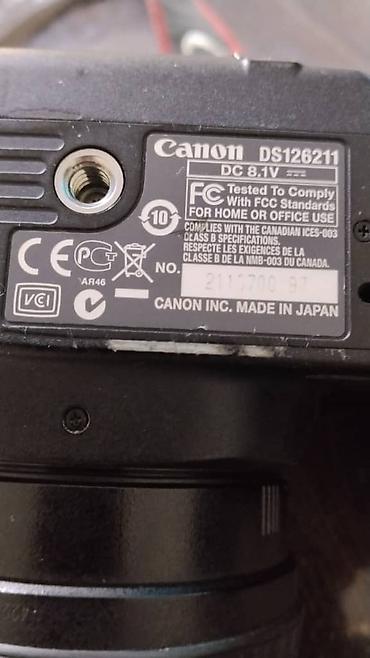 Canon DS126211
DC 8.1V
FC Tested To Comply
With FCC Standards
FOR HOME OR OFFICE USE
10
COMPLIES WITH THE CANADIAN ICES-003
CLASS B SPECIFICATIONS.
RESPECTE LES EXIGENCES DE LA
CLASSE B DE LA NMB-003 DU CANADA.
CE
AR46
NO.
VCI
CANON INC. MADE IN JAPAN